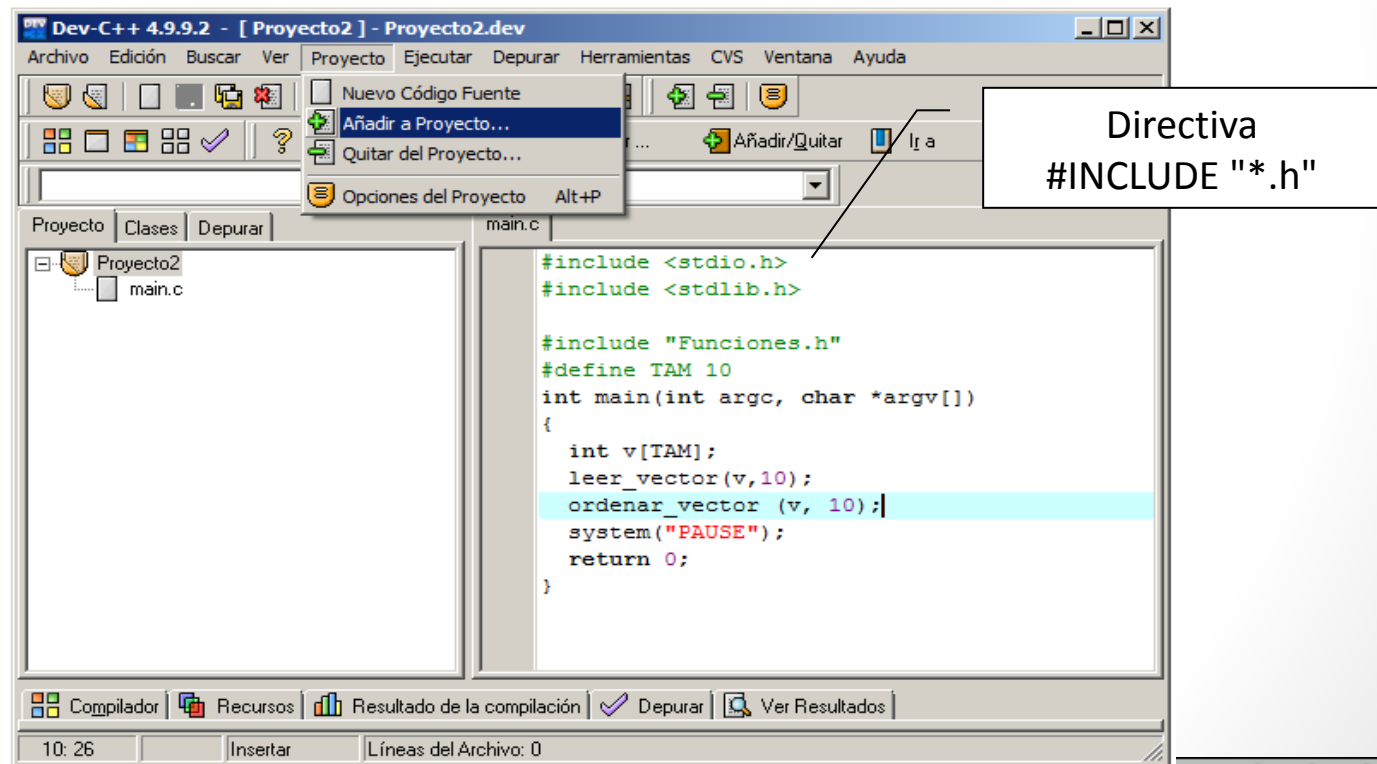 Dev-C++ 4.9.9.2 - [ Proyecto2 ] - Proyecto2.dev
Archivo Edición Buscar Ver Proyecto Ejecutar Depurar Herramientas CVS Ventana Ayuda
Nuevo Código Fuente
Añadir a Proyecto...
Quitar del Proyecto...
Opciones del Proyecto Alt+P
Añadir/Quitar Ir a
Directiva
#INCLUDE "*.h"
Proyecto Clases Depurar
Proyecto2
main.c
main.c
#include <stdio.h>
#include <stdlib.h>
#include "Funciones.h"
#define TAM 10
int main(int argc, char *argv[])
{
int v[TAM];
leer_vector(v,10);
ordenar_vector (v, 10);
system("PAUSE");
return 0;
}
Compilador Recursos Resultado de la compilación Depurar Ver Resultados
10: 26 Insertar Líneas del Archivo: 0